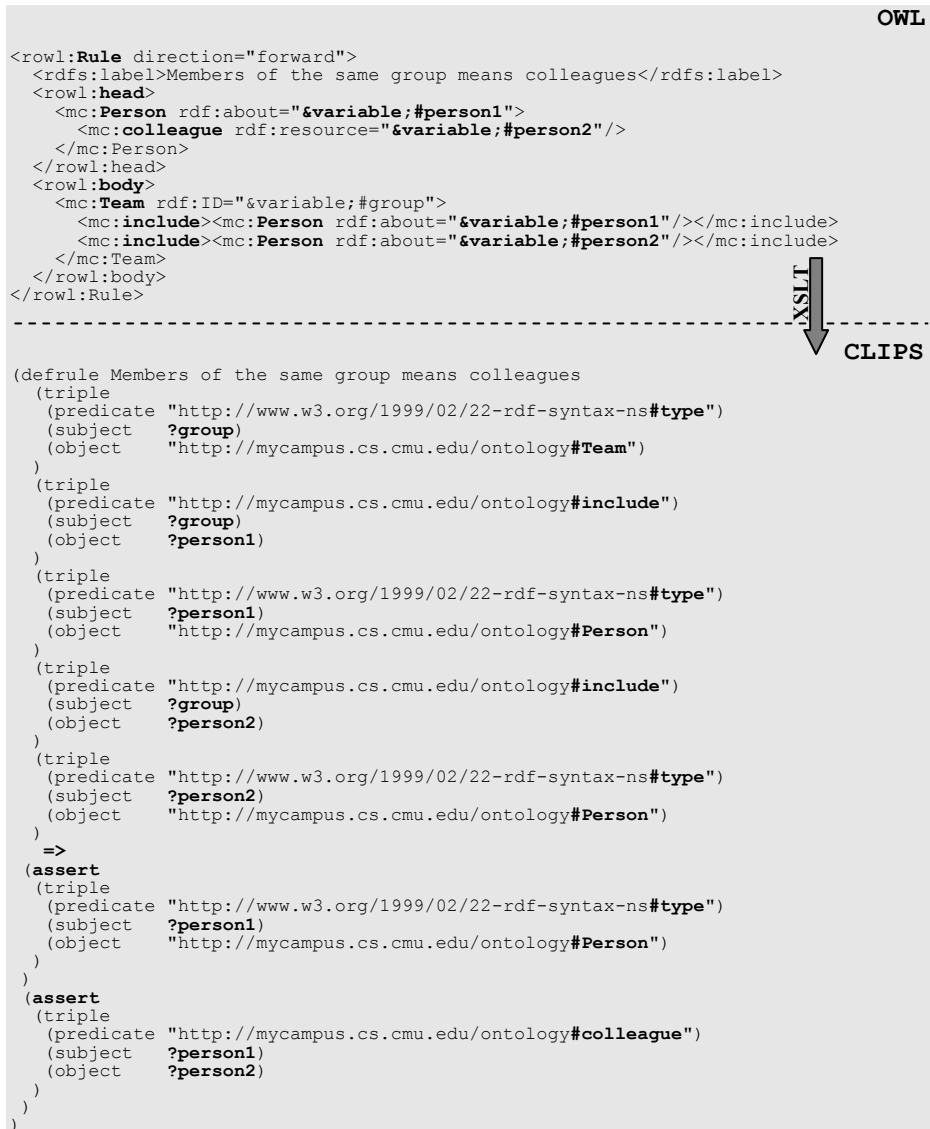 OWL
<rowl:Rule direction="forward">
  <rdfs:label>Members of the same group means colleagues</rdfs:label>
  <rowl:head>
    <mc:Person rdf:about="&variable;#person1">
      <mc:colleague rdf:resource="&variable;#person2"/>
    </mc:Person>
  </rowl:head>
  <rowl:body>
    <mc:Team rdf:ID="&variable;#group">
      <mc:include><mc:Person rdf:about="&variable;#person1"/></mc:include>
      <mc:include><mc:Person rdf:about="&variable;#person2"/></mc:include>
    </mc:Team>
  </rowl:body>
</rowl:Rule>
XSLT
CLIPS
(defrule Members of the same group means colleagues
  (triple
   (predicate "http://www.w3.org/1999/02/22-rdf-syntax-ns#type")
   (subject   ?group)
   (object    "http://mycampus.cs.cmu.edu/ontology#Team")
  )
  (triple
   (predicate "http://mycampus.cs.cmu.edu/ontology#include")
   (subject   ?group)
   (object    ?person1)
  )
  (triple
   (predicate "http://www.w3.org/1999/02/22-rdf-syntax-ns#type")
   (subject   ?person1)
   (object    "http://mycampus.cs.cmu.edu/ontology#Person")
  )
  (triple
   (predicate "http://mycampus.cs.cmu.edu/ontology#include")
   (subject   ?group)
   (object    ?person2)
  )
  (triple
   (predicate "http://www.w3.org/1999/02/22-rdf-syntax-ns#type")
   (subject   ?person2)
   (object    "http://mycampus.cs.cmu.edu/ontology#Person")
  )
   =>
 (assert
  (triple
   (predicate "http://www.w3.org/1999/02/22-rdf-syntax-ns#type")
   (subject   ?person1)
   (object    "http://mycampus.cs.cmu.edu/ontology#Person")
  )
 )
 (assert
  (triple
   (predicate "http://mycampus.cs.cmu.edu/ontology#colleague")
   (subject   ?person1)
   (object    ?person2)
  )
 )
)